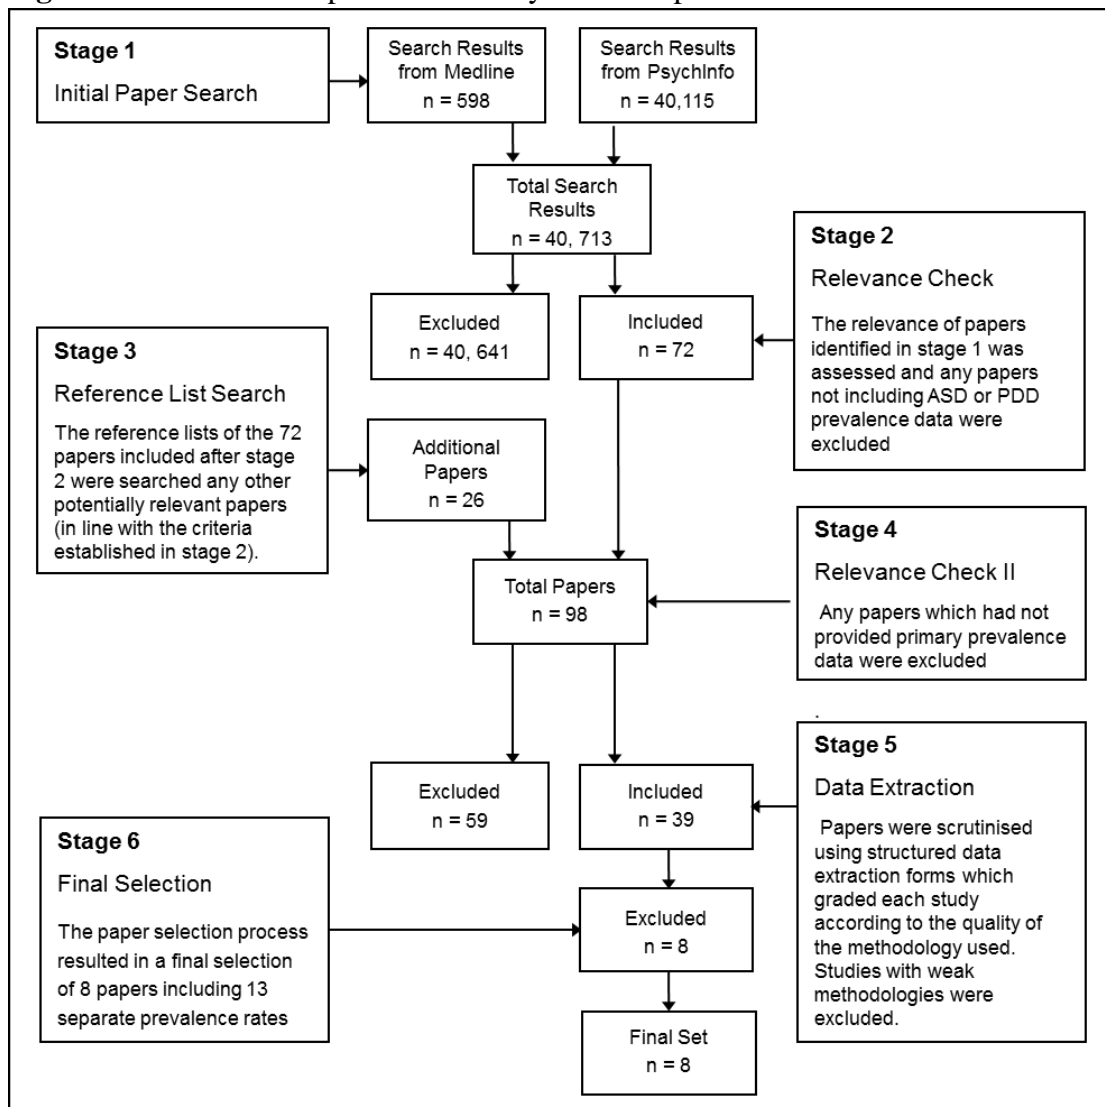 Stage 1
Initial Paper Search
Search Results
from Medline
n = 598
Search Results
from PsychInfo
n = 40,115
Total Search
Results
n = 40, 713
Stage 2
Relevance Check
The relevance of papers
identified in stage 1 was
assessed and any papers
not including ASD or PDD
prevalence data were
excluded
Excluded
n = 40, 641
Included
n = 72
Stage 3
Reference List Search
The reference lists of the 72
papers included after stage
2 were searched any other
potentially relevant papers
(in line with the criteria
established in stage 2).
Additional
Papers
n = 26
Total Papers
n = 98
Stage 4
Relevance Check II
Any papers which had not
provided primary prevalence
data were excluded
.
Stage 5
Data Extraction
Papers were scrutinised
using structured data
extraction forms which
graded each study
according to the quality of
the methodology used.
Studies with weak
methodologies were
excluded.
Excluded
n = 59
Included
n = 39
Stage 6
Final Selection
The paper selection process
resulted in a final selection
of 8 papers including 13
separate prevalence rates
Excluded
n = 8
Final Set
n = 8